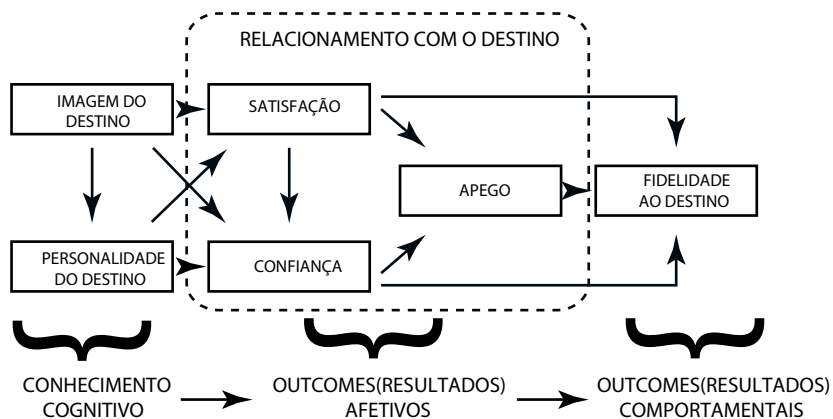 RELACIONAMENTO COM O DESTINO
IMAGEM DO
DESTINO
SATISFAÇÃO
APEGO
FIDELIDADE
AO DESTINO
PERSONALIDADE
DO DESTINO
CONFIANÇA
CONHECIMENTO
COGNITIVO
OUTCOMES(RESULTADOS)
AFETIVOS
OUTCOMES(RESULTADOS)
COMPORTAMENTAIS